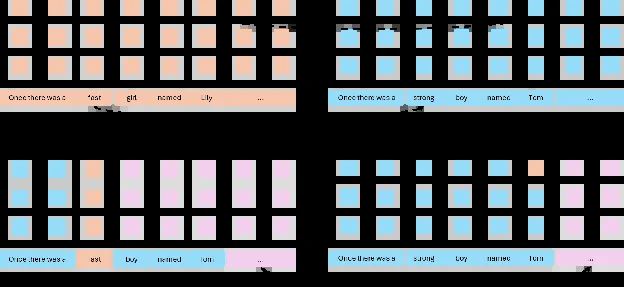 Once there was a fast girl named Lily ...
Once there was a strong boy named Tom ...
Once there was a fast boy named Tom ...
Once there was a strong boy named Tom ...